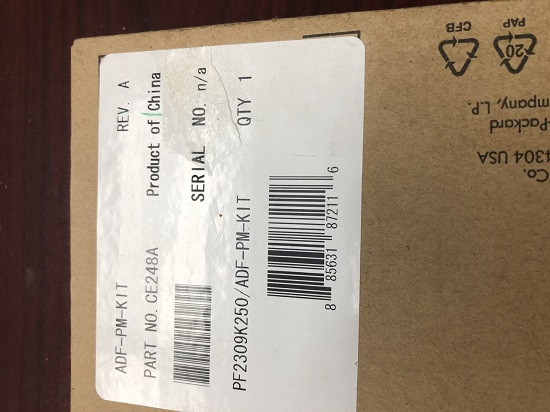 ADF-PM-KIT REV. A
PART NO. CE248A Product of China
SERIAL NO. n/a
PF2309K250/ADF-PM-KIT QTY 1
8 85631 87211 6
CFB
20
PAP
-Packard
mpany, L.P.
Co.
4304 USA